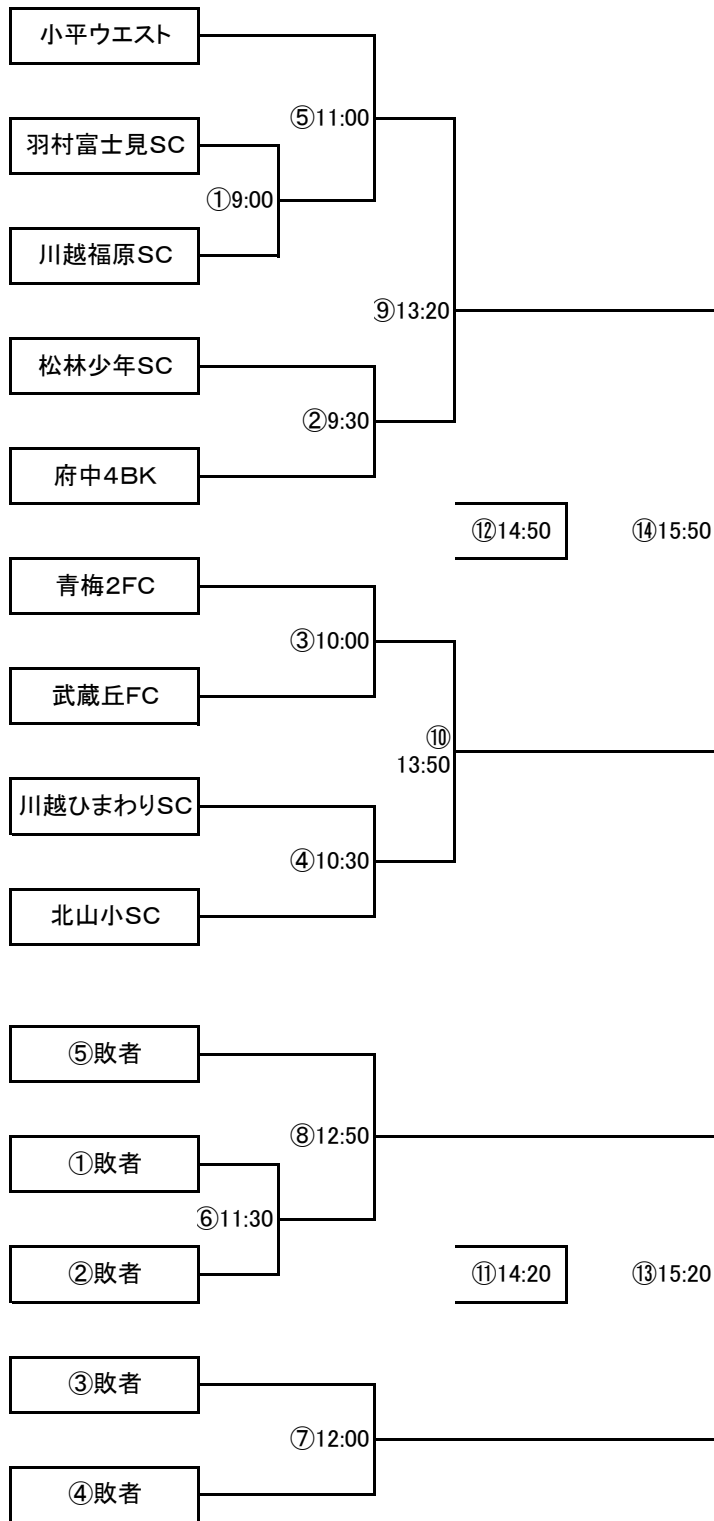 小平ウエスト
⑤11:00
羽村富士見SC
①9:00
川越福原SC
⑨13:20
松林少年SC
②9:30
府中4BK
⑫14:50
⑭15:50
青梅2FC
③10:00
武蔵丘FC
⑩
13:50
川越ひまわりSC
④10:30
北山小SC
⑤敗者
⑧12:50
①敗者
⑥11:30
②敗者
⑪14:20
⑬15:20
③敗者
⑦12:00
④敗者